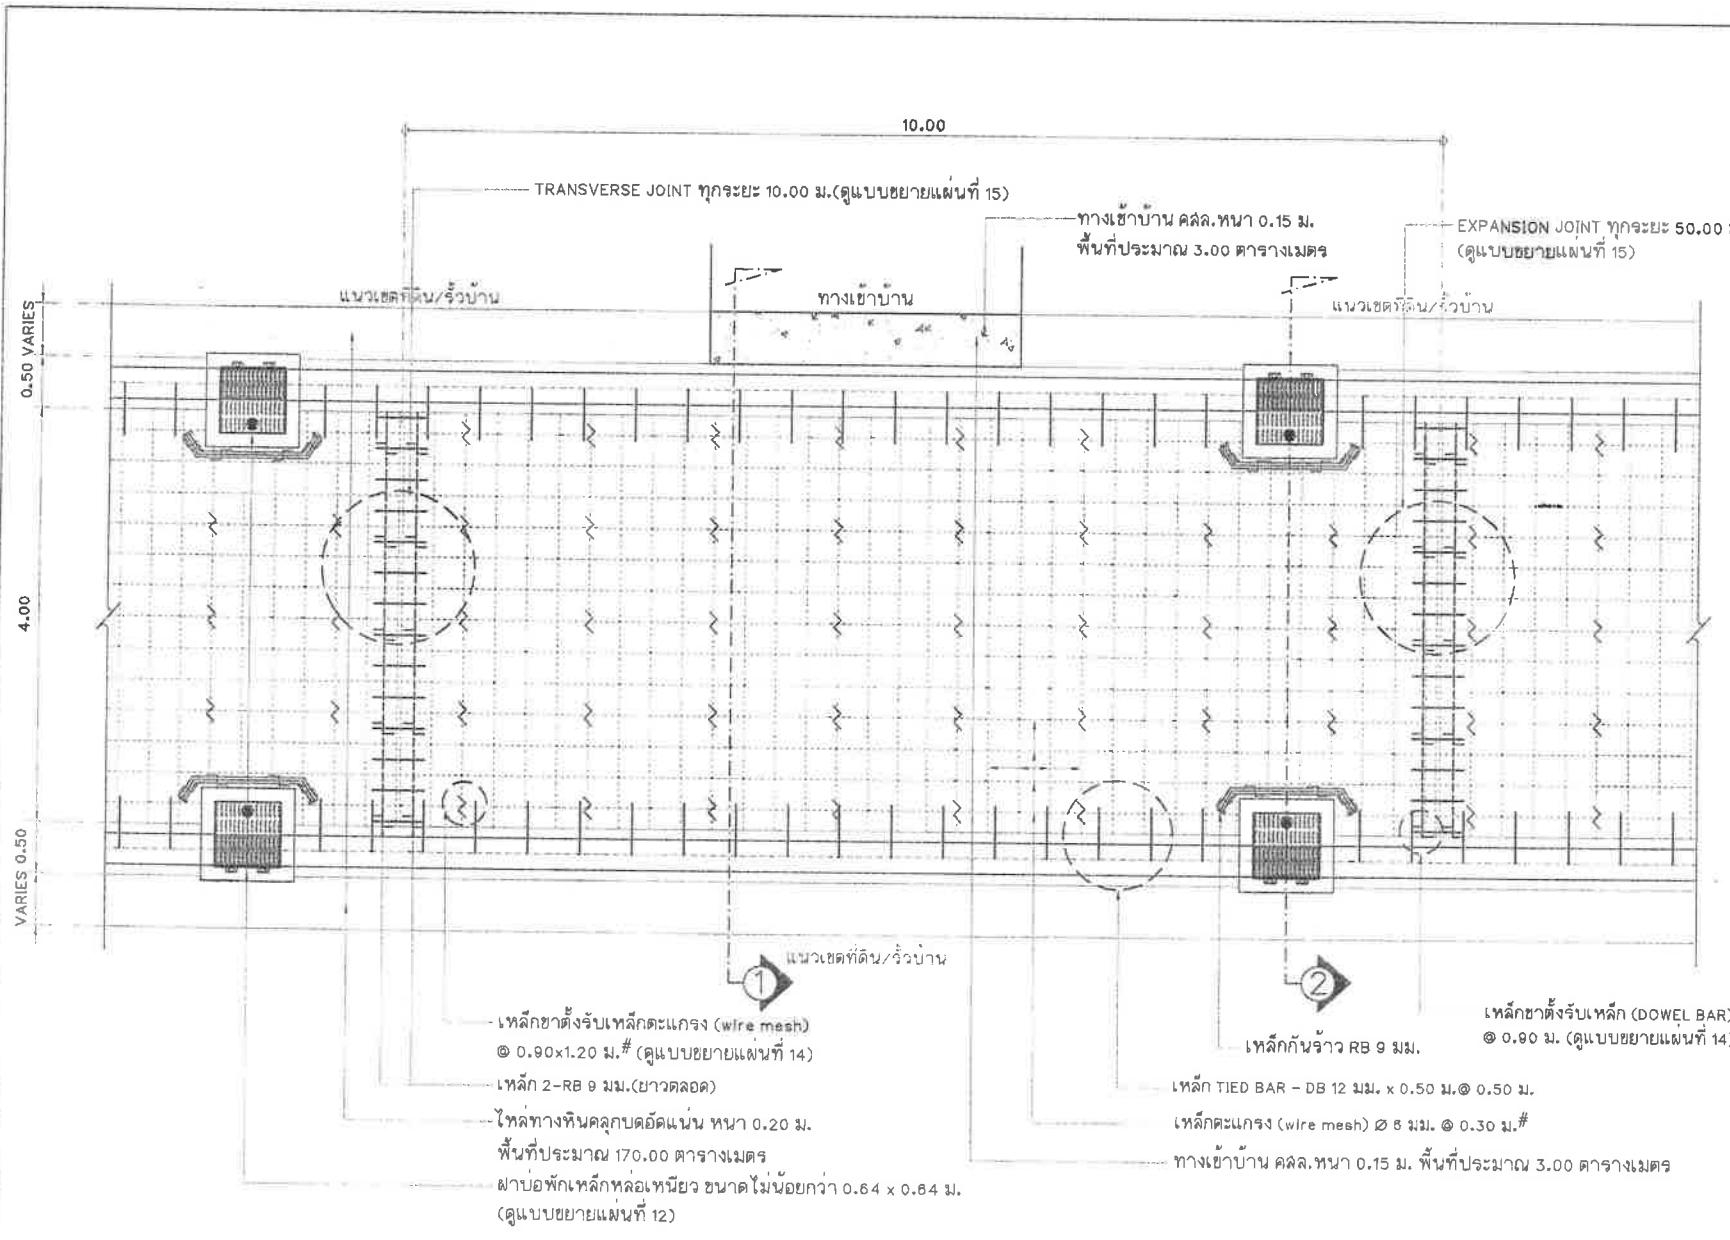 10.00
TRANSVERSE JOINT ทุกระยะ 10.00 ม.(ดูแบบขยายแผ่นที่ 15)
ทางเข้าบ้าน คสล.หนา 0.15 ม.
พื้นที่ประมาณ 3.00 ตารางเมตร
EXPANSION JOINT ทุกระยะ 50.00
(ดูแบบขยายแผ่นที่ 15)
แนวเขตที่ดิน/รั้วบ้าน
ทางเข้าบ้าน
แนวเขตที่ดิน/รั้วบ้าน
0.50 VARIES
4.00
VARIES 0.50
แนวเขตที่ดิน/รั้วบ้าน
1
2
เหล็กขาตั้งรับเหล็กตะแกรง (wire mesh)
@ 0.90x1.20 ม.# (ดูแบบขยายแผ่นที่ 14)
เหล็ก 2-RB 9 มม.(ยาวตลอด)
ไหล่ทางหินคลุกบดอัดแน่น หนา 0.20 ม.
พื้นที่ประมาณ 170.00 ตารางเมตร
ฝาบ่อพักเหล็กหล่อเหนียว ขนาดไม่น้อยกว่า 0.64 x 0.64 ม.
(ดูแบบขยายแผ่นที่ 12)
เหล็กขาตั้งรับเหล็ก (DOWEL BAR)
@ 0.90 ม. (ดูแบบขยายแผ่นที่ 14)
เหล็กกันร้าว RB 9 มม.
เหล็ก TIED BAR - DB 12 มม. x 0.50 ม.@ 0.50 ม.
เหล็กตะแกรง (wire mesh) Ø 6 มม. @ 0.30 ม.#
ทางเข้าบ้าน คสล.หนา 0.15 ม. พื้นที่ประมาณ 3.00 ตารางเมตร